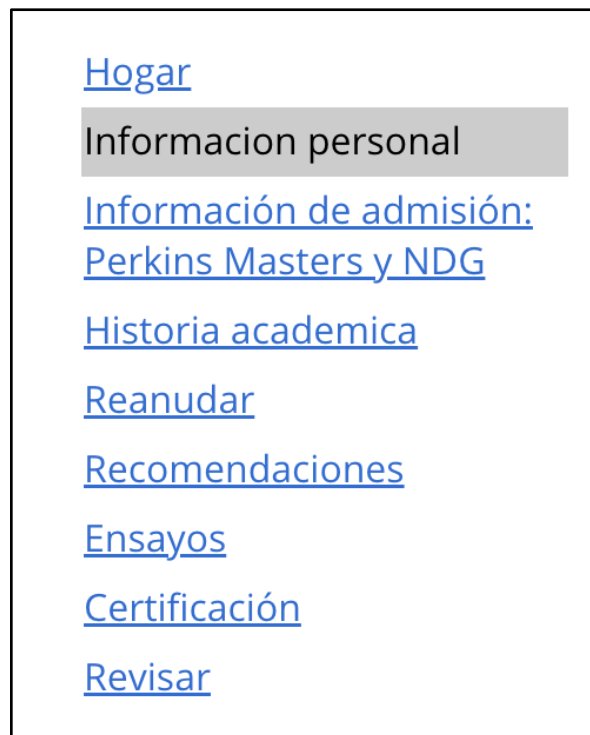 Hogar
Informacion personal
Información de admisión:
Perkins Masters y NDG
Historia academica
Reanudar
Recomendaciones
Ensayos
Certificación
Revisar